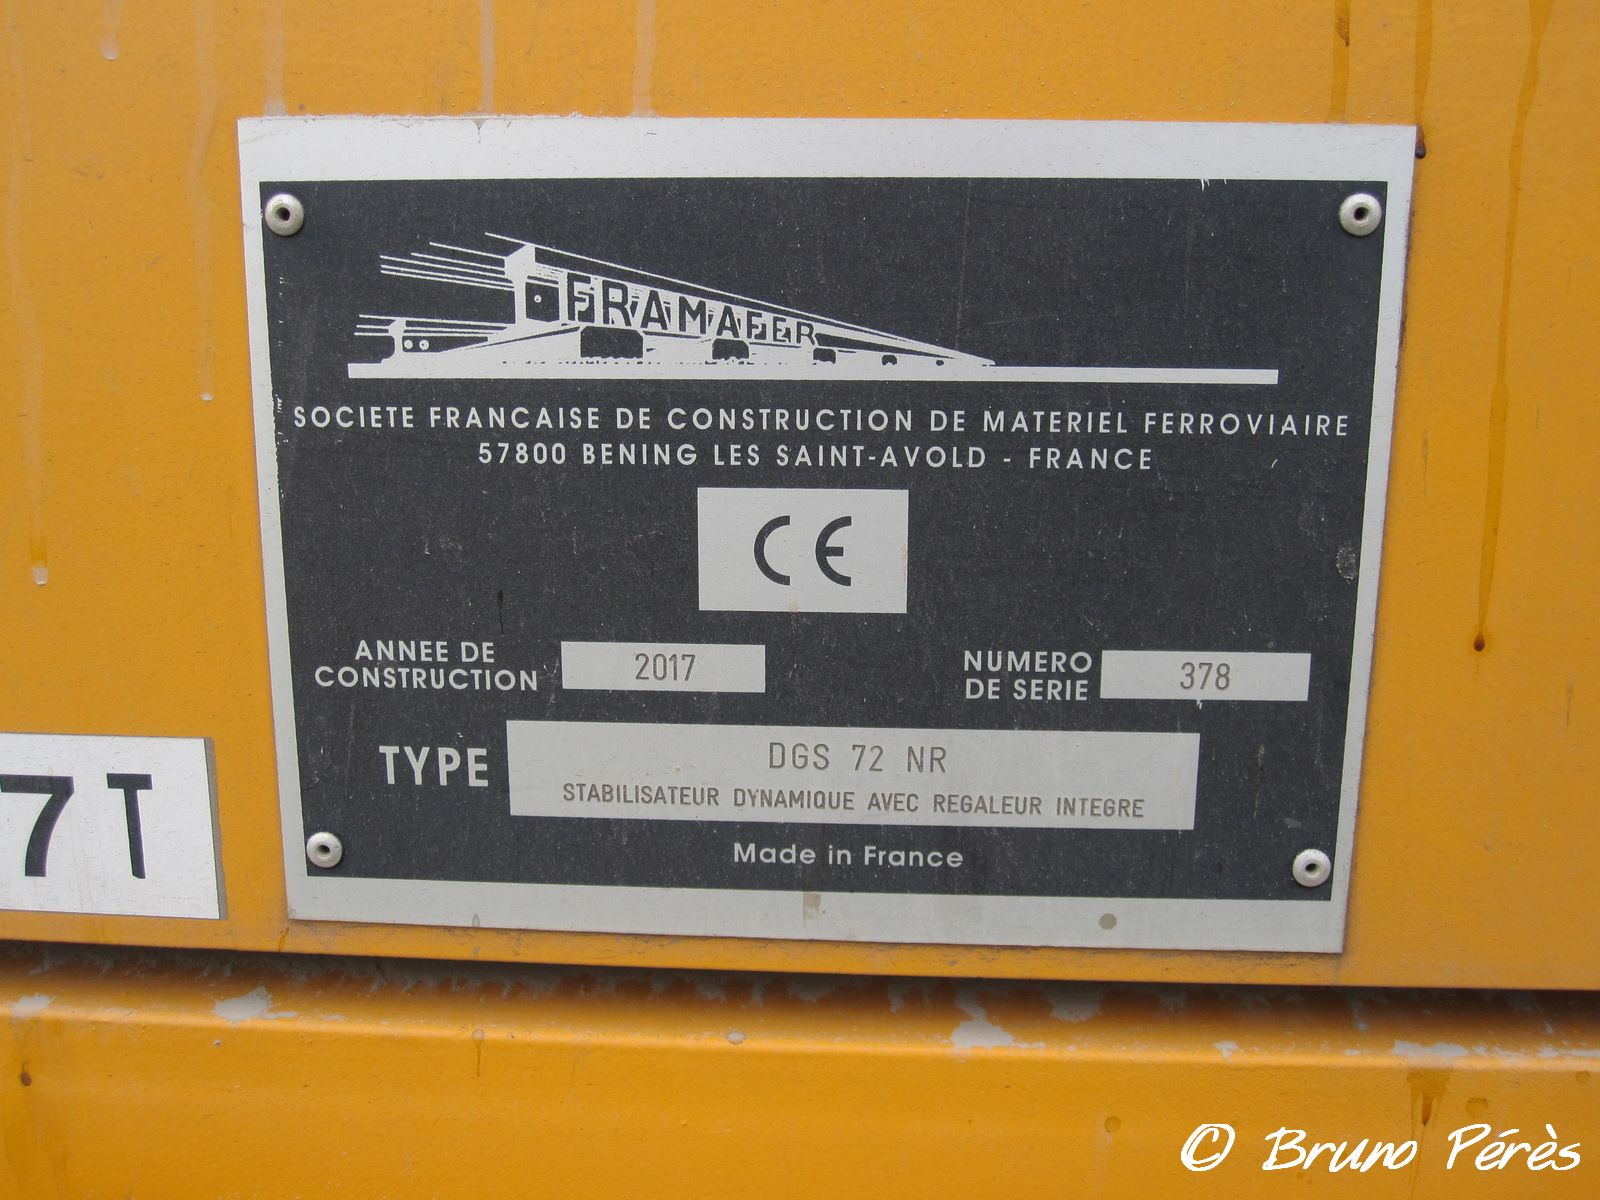 FRAMAFER
SOCIETE FRANCAISE DE CONSTRUCTION DE MATERIEL FERROVIAIRE
57800 BENING LES SAINT-AVOLD - FRANCE
CE
ANNEE DE
CONSTRUCTION
2017
NUMERO
DE SERIE
378
TYPE
DGS 72 NR
STABILISATEUR DYNAMIQUE AVEC REGALEUR INTEGRE
Made in France
7 T
© Bruno Pérès